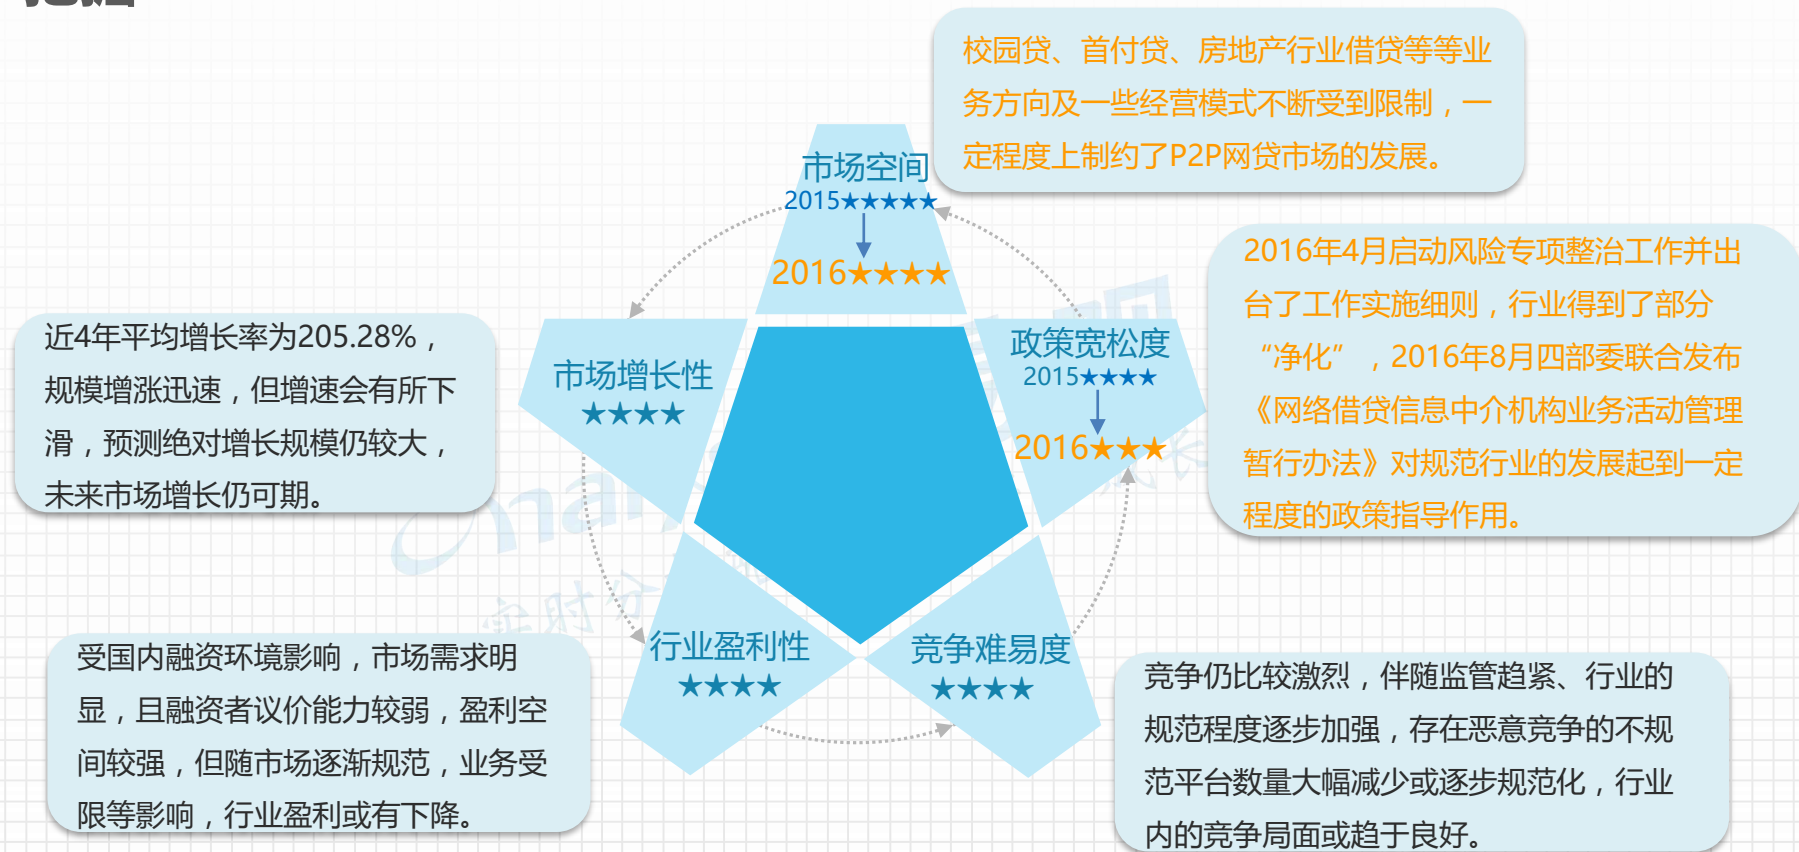 校园贷、首付贷、房地产行业借贷等等业
务方向及一些经营模式不断受到限制，一
定程度上制约了P2P网贷市场的发展。
市场空间
2015★★★★★
2016★★★★
2016年4月启动风险专项整治工作并出
台了工作实施细则，行业得到了部分
“净化”，2016年8月四部委联合发布
《网络借贷信息中介机构业务活动管理
暂行办法》对规范行业的发展起到一定
程度的政策指导作用。
政策宽松度
2015★★★★
2016★★★
近4年平均增长率为205.28%，
规模增涨迅速，但增速会有所下
滑，预测绝对增长规模仍较大，
未来市场增长仍可期。
市场增长性
★★★★
受国内融资环境影响，市场需求明
显，且融资者议价能力较弱，盈利空
间较强，但随市场逐渐规范，业务受
限等影响，行业盈利或有下降。
行业盈利性
★★★★
竞争难易度
★★★★
竞争仍比较激烈，伴随监管趋紧、行业的
规范程度逐步加强，存在恶意竞争的不规
范平台数量大幅减少或逐步规范化，行业
内的竞争局面或趋于良好。
实时分